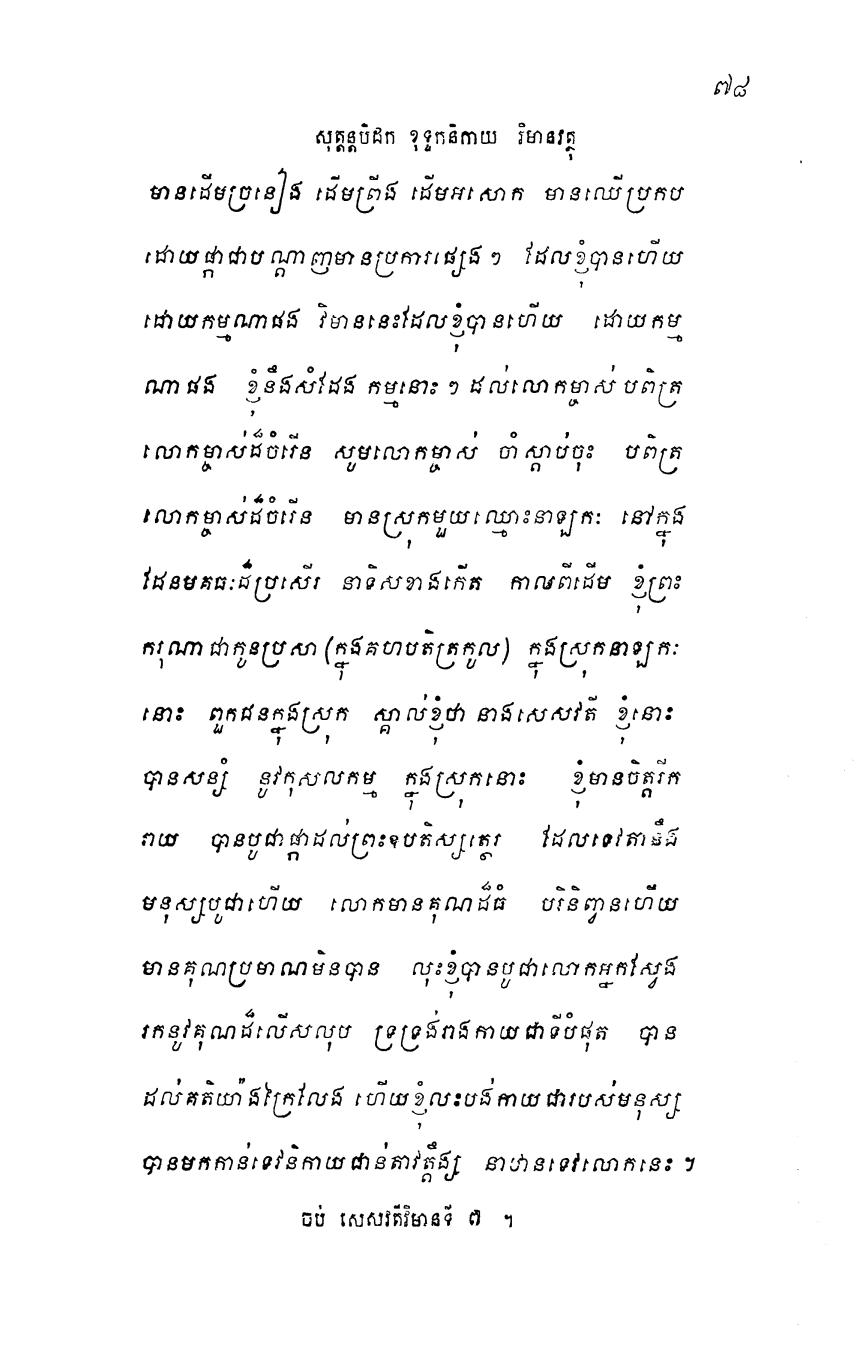 ៧៨
សុត្តន្តបិដក ខុទ្ទកនិកាយ វិមានវត្ថុ
មានដើមច្រនៀង ដើមព្រីង ដើមអសោក មានឈើប្រកប
ដោយផ្កាជាបណ្តាញមានប្រការផ្សេង ៗ ដែលខ្ញុំបានហើយ
ដោយកម្មណាផង វិមាននេះដែលខ្ញុំបានហើយ ដោយកម្ម
ណាផង ខ្ញុំនឹងសំដែង កម្មនោះ ៗ ដល់លោកម្ចាស់ បពិត្រ
លោកម្ចាស់ដ៏ចំរើន សូមលោកម្ចាស់ ចាំស្តាប់ចុះ បពិត្រ
លោកម្ចាស់ដ៏ចំរើន មានស្រុកមួយឈ្មោះនាឡកៈ នៅក្នុង
ដែនមគធៈដ៏ប្រសើរ នាទិសខាងកើត កាលពីដើម ខ្ញុំព្រះ
ករុណាជាកូនប្រសា (ក្នុងគហបតិត្រកូល) ក្នុងស្រុកនាឡកៈ
នោះ ពួកជនក្នុងស្រុក ស្គាល់ខ្ញុំថា នាងសេសវតី ខ្ញុំនោះ
បានសន្សំ នូវកុសលកម្ម ក្នុងស្រុកនោះ ខ្ញុំមានចិត្តរីក
រាយ បានបូជាផ្កាដល់ព្រះឧបតិស្សត្ថេរ ដែលទេវតានឹង
មនុស្សបូជាហើយ លោកមានគុណដ៏ធំ បរិនិព្វានហើយ
មានគុណប្រមាណមិនបាន លុះខ្ញុំបានបូជាលោកអ្នកស្វែង
រកនូវគុណដ៏លើសលុប ទ្រទ្រង់រាងកាយជាទីបំផុត បាន
ដល់គតិយ៉ាងក្រៃលែង ហើយខ្ញុំលះបង់កាយជារបស់មនុស្ស
បានមកកាន់ទេវនិកាយជាន់តាវត្តឹង្ស នាឋានទេវលោកនេះ ។
ចប់ សេសវតីវិមានទី ៧ ។